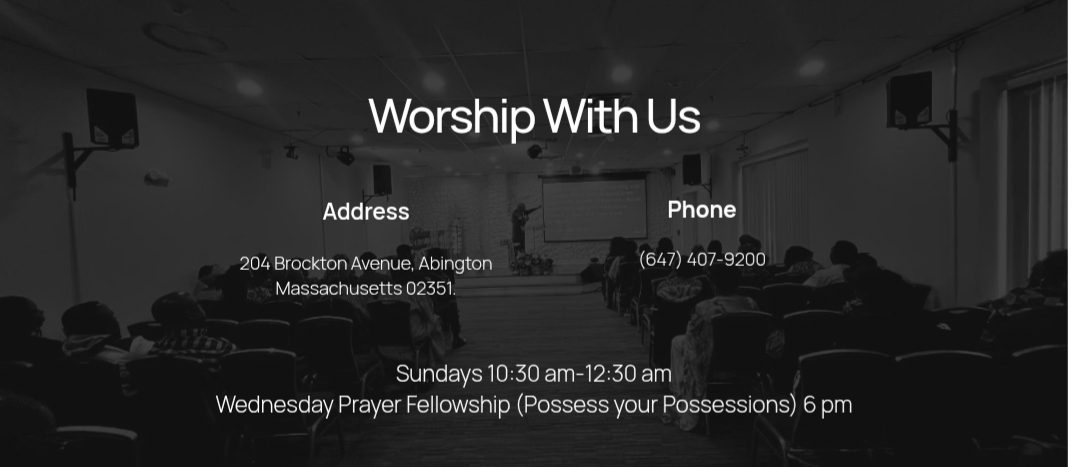 Worship With Us
Address
204 Brockton Avenue, Abington
Massachusetts 02351.
Phone
(647) 407-9200
Sundays 10:30 am-12:30 am
Wednesday Prayer Fellowship (Possess your Possessions) 6 pm